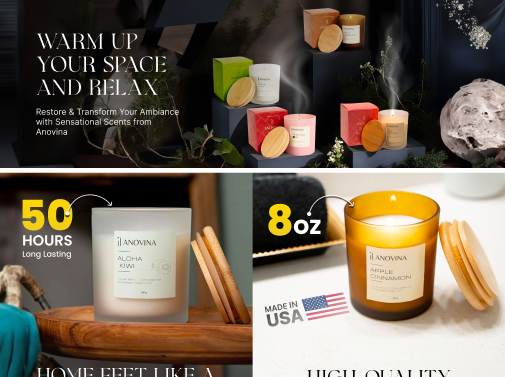 WARM UP
YOUR SPACE
AND RELAX
Restore & Transform Your Ambiance
with Sensational Scents from
Anovina
50
HOURS
Long Lasting
ANOVINA
ALOHA
KIWI
8oz
ANOVINA
APPLE
CINNAMON
MADE IN
USA
HOME FEEL LIKE A
HIGH-QUALITY